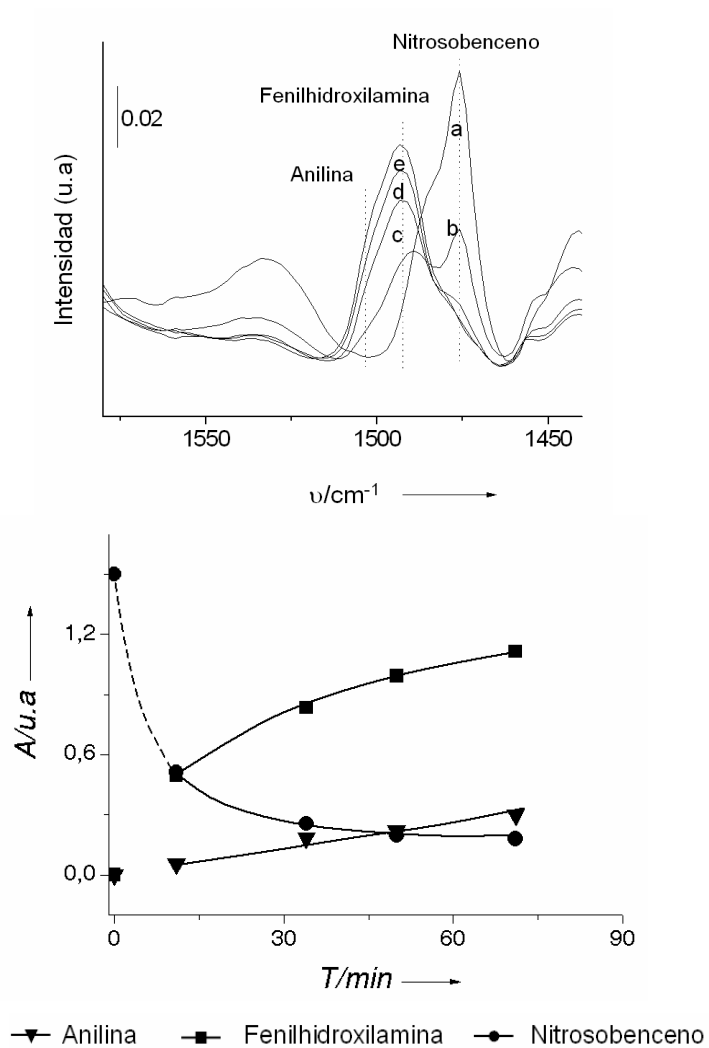 Nitrosobenceno
Fenilhidroxilamina
Anilina
0.02
a
b
c
d
e
Intensidad (u.a)
1550
1500
1450
υ/cm-1
A/u.a
1,2
0,6
0,0
0
30
60
90
T/min
Anilina
Fenilhidroxilamina
Nitrosobenceno